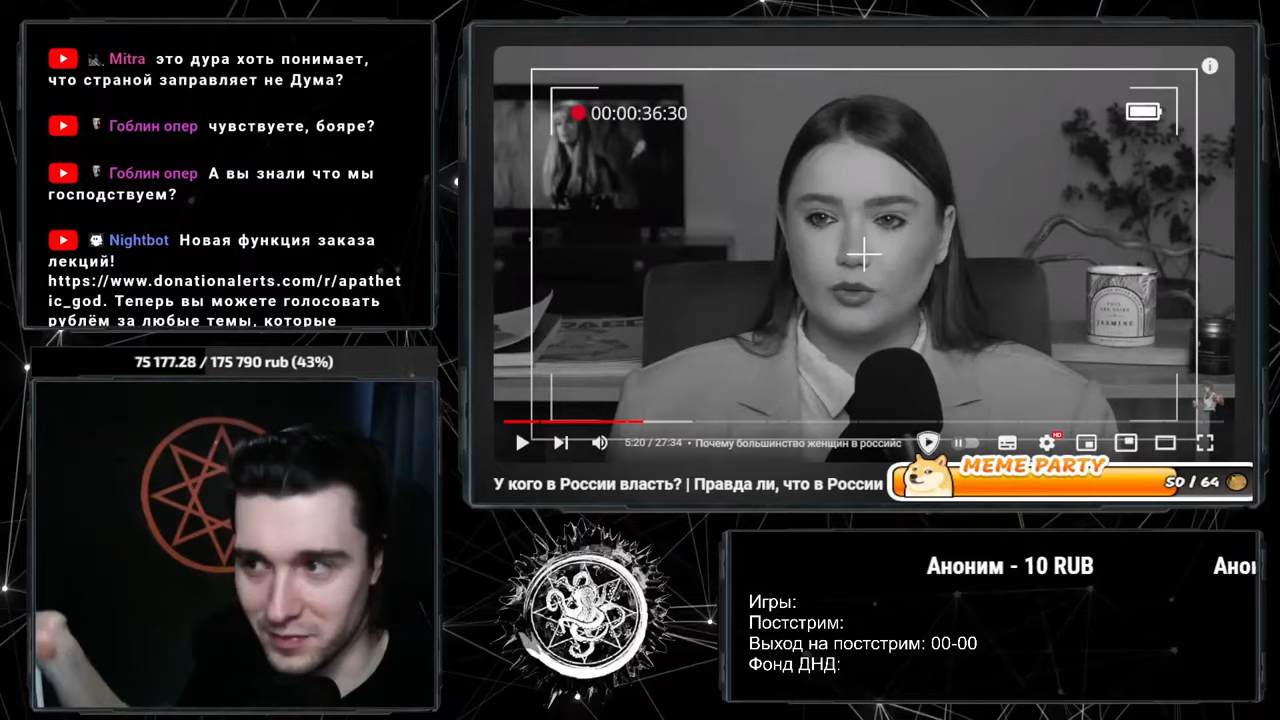 Mitra это дура хоть понимает,
что страной заправляет не Дума?
Гоблин опер чувствуете, бояре?
Гоблин опер А вы знали что мы
господствуем?
Nightbot Новая функция заказа
лекций!
https://www.donationalerts.com/r/apathet
ic_god. Теперь вы можете голосовать
рублём за любые темы, которые
75 177.28 / 175 790 rub (43%)
00:00:36:30
JASMINE
5:20 / 27:34 • Почему большинство женщин в российс
HD
У кого в России власть? | Правда ли, что в России
MEME PARTY
50 / 64
Аноним - 10 RUB
Анон
Игры:
Постстрим:
Выход на постстрим: 00-00
Фонд ДНД: